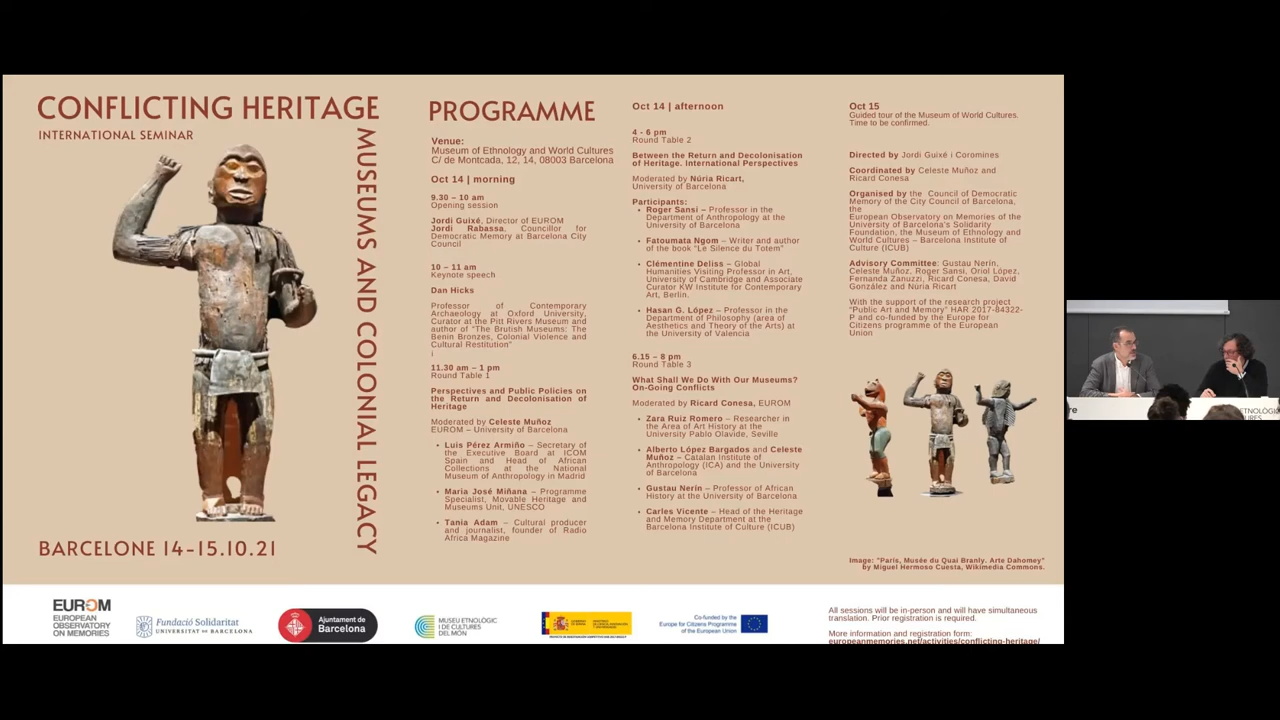 CONFLICTING HERITAGE
INTERNATIONAL SEMINAR
MUSEUMS AND COLONIAL LEGACY
BARCELONE 14-15.10.21
PROGRAMME
Venue:
Museum of Ethnology and World Cultures
C/ de Montcada, 12, 14, 08003 Barcelona
Oct 14 | morning
9.30 – 10 am
Opening session
Jordi Guixé, Director of EUROM
Jordi Rabassa, Councillor for
Democratic Memory at Barcelona City
Council
10 – 11 am
Keynote speech
Dan Hicks
Professor of Contemporary
Archaeology at Oxford University,
Curator at the Pitt Rivers Museum and
author of "The Brutish Museums: The
Benin Bronzes, Colonial Violence and
Cultural Restitution"
i
11.30 am – 1 pm
Round Table 1
Perspectives and Public Policies on
the Return and Decolonisation of
Heritage
Moderated by Celeste Muñoz
EUROM – University of Barcelona
• Luis Pérez Armiño – Secretary of
the Executive Board at ICOM
Spain and Head of African
Collections at the National
Museum of Anthropology in Madrid
• Maria José Miñana – Programme
Specialist, Movable Heritage and
Museums Unit, UNESCO
• Tania Adam – Cultural producer
and journalist, founder of Radio
Africa Magazine
Oct 14 | afternoon
4 - 6 pm
Round Table 2
Between the Return and Decolonisation
of Heritage. International Perspectives
Moderated by Núria Ricart,
University of Barcelona
Participants:
• Roger Sansi – Professor in the
Department of Anthropology at the
University of Barcelona
• Fatoumata Ngom – Writer and author
of the book "Le Silence du Totem"
• Clémentine Deliss – Global
Humanities Visiting Professor in Art,
University of Cambridge and Associate
Curator KW Institute for Contemporary
Art, Berlin.
• Hasan G. López – Professor in the
Department of Philosophy (area of
Aesthetics and Theory of the Arts) at
the University of Valencia
6.15 – 8 pm
Round Table 3
What Shall We Do With Our Museums?
On-Going Conflicts
Moderated by Ricard Conesa, EUROM
• Zara Ruiz Romero – Researcher in
the Area of Art History at the
University Pablo Olavide, Seville
• Alberto López Bargados and Celeste
Muñoz – Catalan Institute of
Anthropology (ICA) and the University
of Barcelona
• Gustau Nerín – Professor of African
History at the University of Barcelona
• Carles Vicente – Head of the Heritage
and Memory Department at the
Barcelona Institute of Culture (ICUB)
Oct 15
Guided tour of the Museum of World Cultures.
Time to be confirmed.
Directed by Jordi Guixé i Coromines
Coordinated by Celeste Muñoz and
Ricard Conesa
Organised by the Council of Democratic
Memory of the City Council of Barcelona,
the
European Observatory on Memories of the
University of Barcelona's Solidarity
Foundation, the Museum of Ethnology and
World Cultures – Barcelona Institute of
Culture (ICUB)
Advisory Committee: Gustau Nerín,
Celeste Muñoz, Roger Sansi, Oriol López,
Fernanda Zanuzzi, Ricard Conesa, David
González and Núria Ricart
With the support of the research project
"Public Art and Memory" HAR 2017-84322-
P and co-funded by the Europe for
Citizens programme of the European
Union
Image: "Paris, Musée du Quai Branly. Arte Dahomey"
by Miguel Hermoso Cuesta, Wikimedia Commons.
EUROM
EUROPEAN
OBSERVATORY
ON MEMORIES
Fundació Solidaritat
UNIVERSITAT DE BARCELONA
Ajuntament de
Barcelona
MUSEU ETNOLÒGIC
I DE CULTURES
DEL MÓN
Co-funded by the
Europe for Citizens Programme
of the European Union
All sessions will be in-person and will have simultaneous
translation. Prior registration is required.
More information and registration form:
europeanmemories.net/activities/conflicting-heritage/
re
ETNOLÒGIC